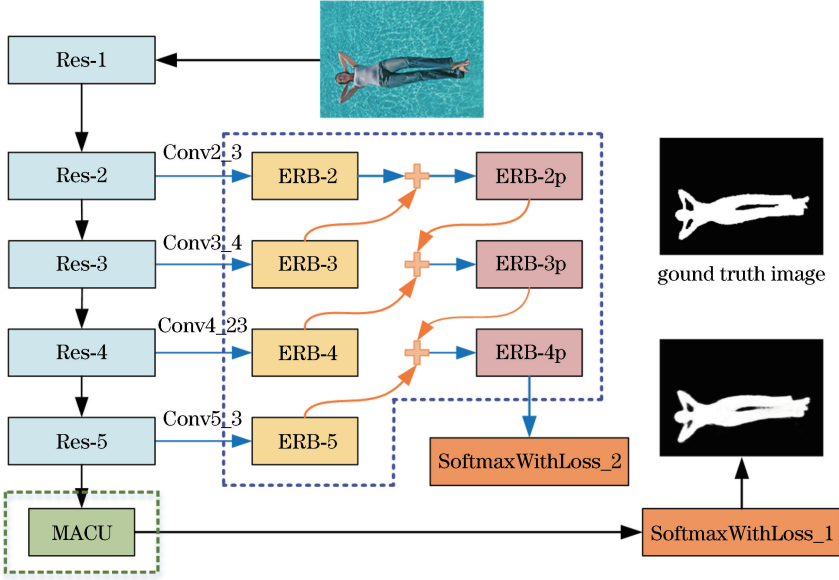 Res-1
Conv2_3
Res-2
ERB-2
ERB-2p
Conv3_4
Res-3
ERB-3
ERB-3p
gound truth image
Conv4_23
Res-4
ERB-4
ERB-4p
Conv5_3
Res-5
ERB-5
SoftmaxWithLoss_2
MACU
SoftmaxWithLoss_1